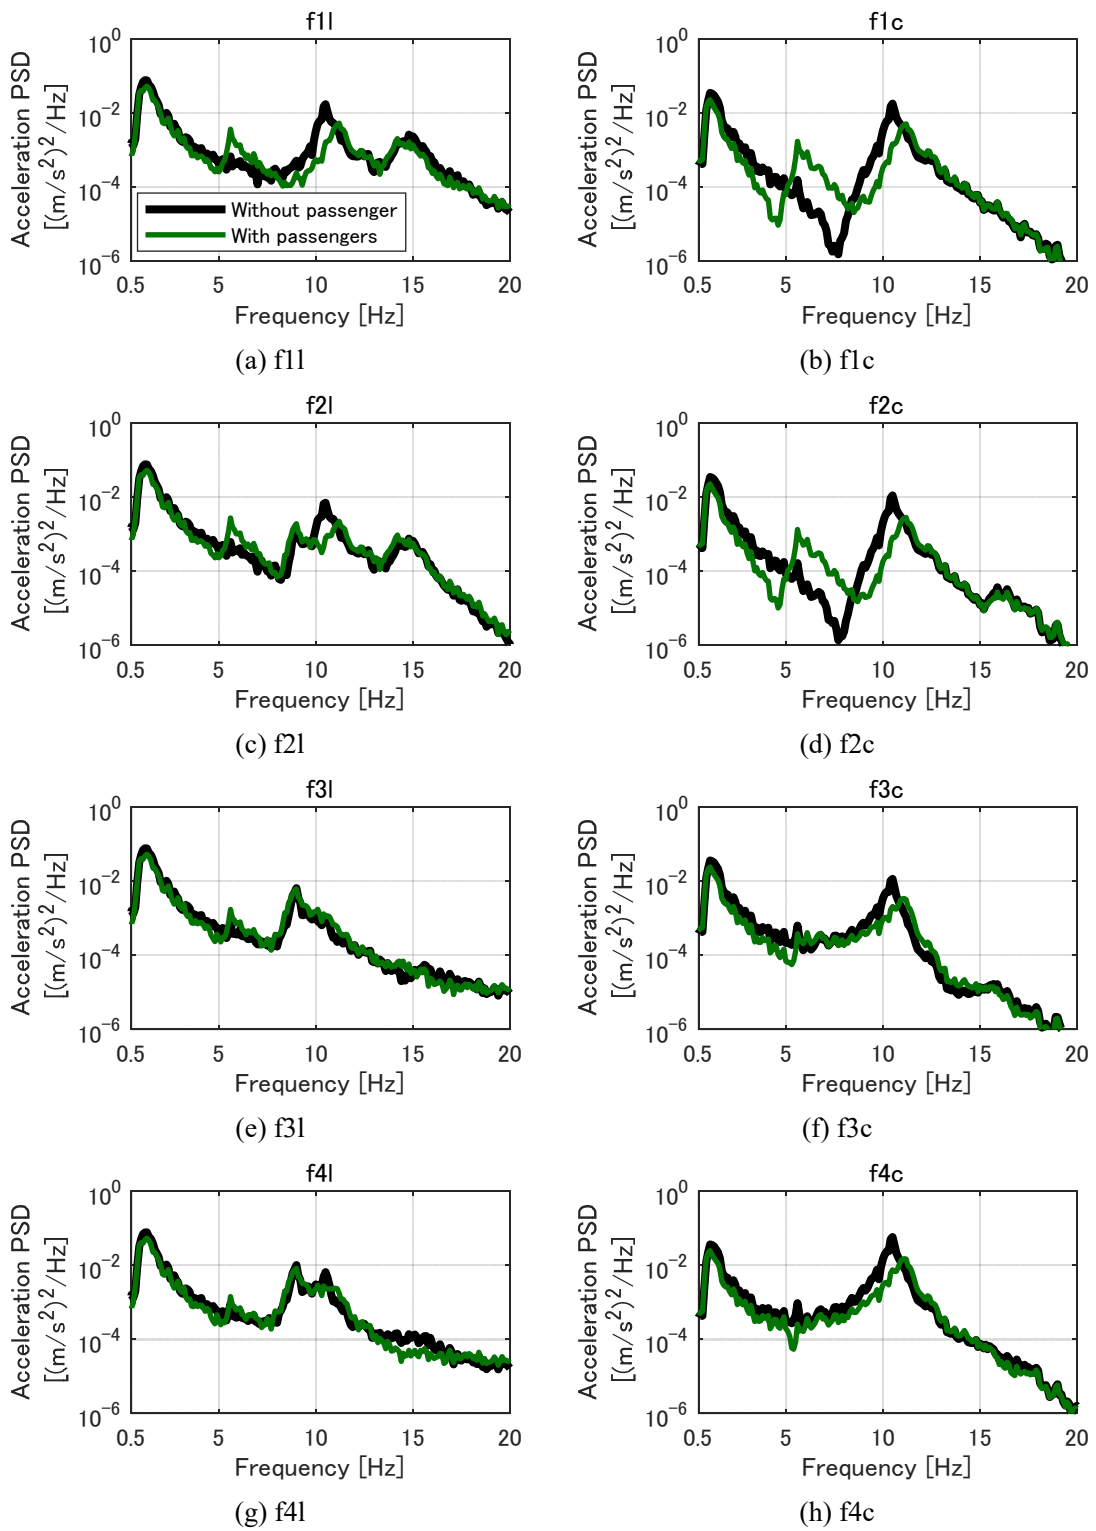 f1l
10^0
10^-2
10^-4
10^-6
Acceleration PSD
[(m/s^2)^2/Hz]
Without passenger
With passengers
0.5 5 10 15 20
Frequency [Hz]
(a) f1l
f1c
10^0
10^-2
10^-4
10^-6
Acceleration PSD
[(m/s^2)^2/Hz]
0.5 5 10 15 20
Frequency [Hz]
(b) f1c
f2l
10^0
10^-2
10^-4
10^-6
Acceleration PSD
[(m/s^2)^2/Hz]
0.5 5 10 15 20
Frequency [Hz]
(c) f2l
f2c
10^0
10^-2
10^-4
10^-6
Acceleration PSD
[(m/s^2)^2/Hz]
0.5 5 10 15 20
Frequency [Hz]
(d) f2c
f3l
10^0
10^-2
10^-4
10^-6
Acceleration PSD
[(m/s^2)^2/Hz]
0.5 5 10 15 20
Frequency [Hz]
(e) f3l
f3c
10^0
10^-2
10^-4
10^-6
Acceleration PSD
[(m/s^2)^2/Hz]
0.5 5 10 15 20
Frequency [Hz]
(f) f3c
f4l
10^0
10^-2
10^-4
10^-6
Acceleration PSD
[(m/s^2)^2/Hz]
0.5 5 10 15 20
Frequency [Hz]
(g) f4l
f4c
10^0
10^-2
10^-4
10^-6
Acceleration PSD
[(m/s^2)^2/Hz]
0.5 5 10 15 20
Frequency [Hz]
(h) f4c